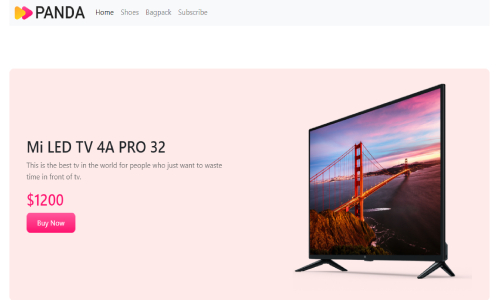 PANDA
Home Shoes Bagpack Subscribe
Mi LED TV 4A PRO 32
This is the best tv in the world for people who just want to waste
time in front of tv.
$1200
Buy Now